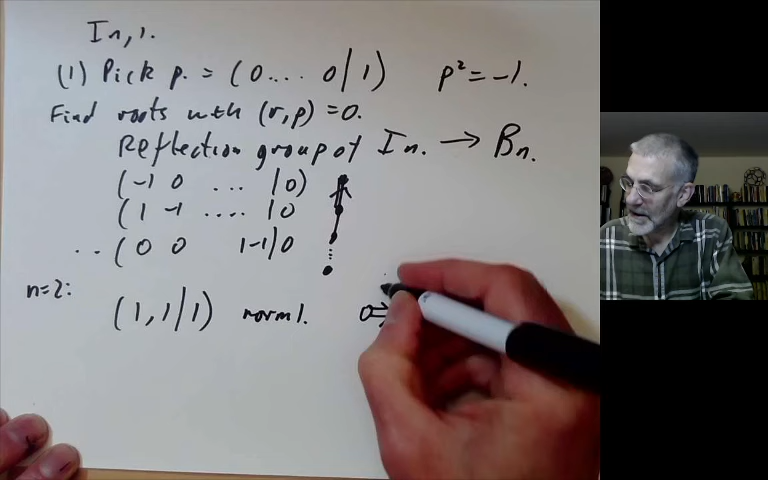 In,1.
(1) Pick p. = (0.... 0 | 1) p² = -1.
Find roots with (r,p) = 0.
Reflection group of In. → Bn.
(-1 0 ... | 0)
(1 -1 .... | 0
.. (0 0 1 -1 | 0
n=2: (1, 1 | 1) norm 1.